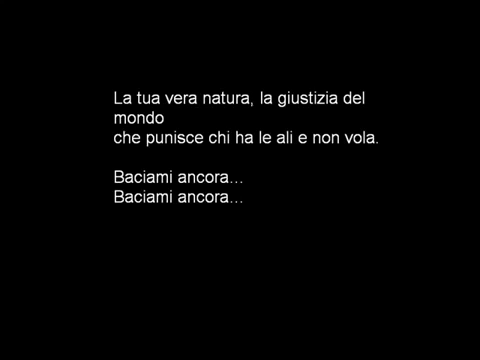 La tua vera natura, la giustizia del
mondo
che punisce chi ha le ali e non vola.
Baciami ancora...
Baciami ancora...